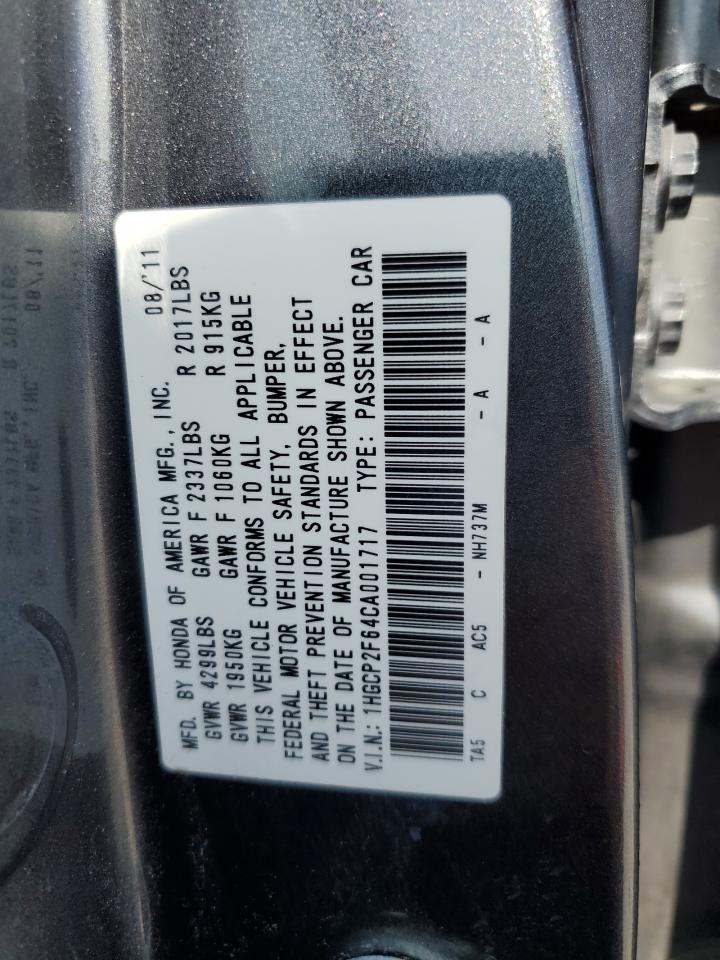 MFD. BY HONDA OF AMERICA MFG., INC. 08/'11
GVWR 4299LBS GAWR F 2337LBS R 2017LBS
GVWR 1950KG GAWR F 1060KG R 915KG
THIS VEHICLE CONFORMS TO ALL APPLICABLE
FEDERAL MOTOR VEHICLE SAFETY, BUMPER,
AND THEFT PREVENTION STANDARDS IN EFFECT
ON THE DATE OF MANUFACTURE SHOWN ABOVE.
V.I.N.: 1HGCP2F64CA001717 TYPE: PASSENGER CAR
TA5 C AC5 - NH737M - A - A